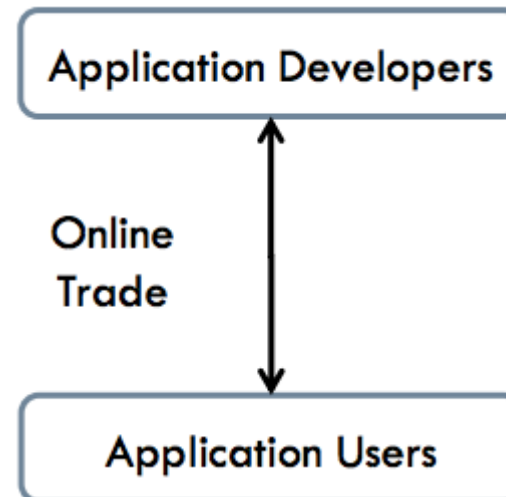 Application Developers
Online
Trade
Application Users